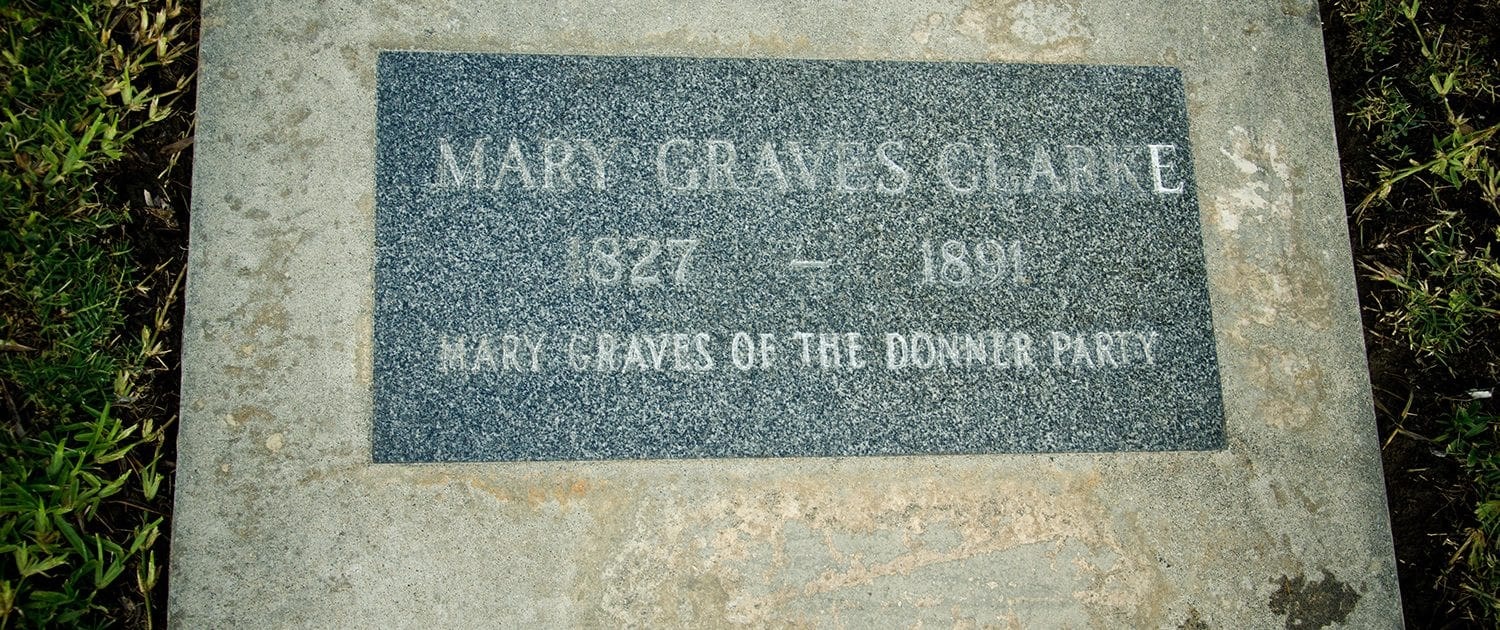 MARY GRAVES CLARKE
1827 – 1891
MARY GRAVES OF THE DONNER PARTY